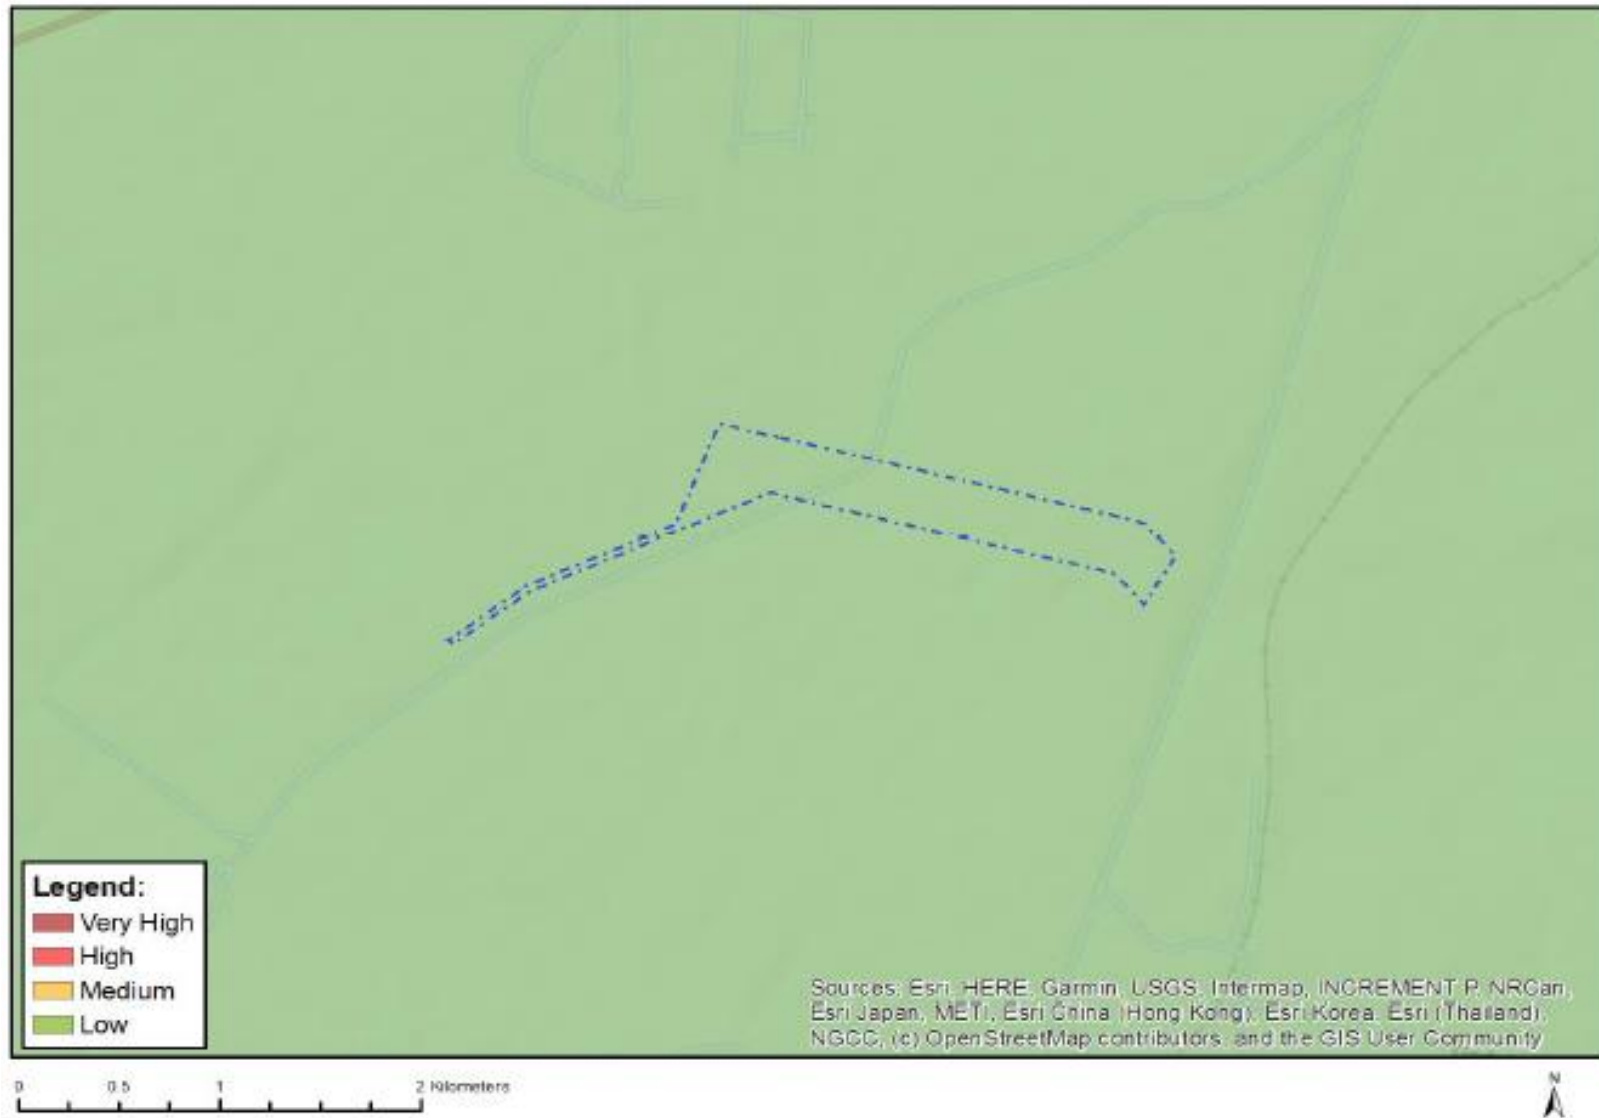 Legend:
Very High
High
Medium
Low
Sources: Esri, HERE, Garmin, USGS, Intermap, INCREMENT P, NRCan,
Esri Japan, METI, Esri China (Hong Kong), Esri Korea, Esri (Thailand),
NGCC, (c) OpenStreetMap contributors, and the GIS User Community
0 0.5 1 2 Kilometers
N